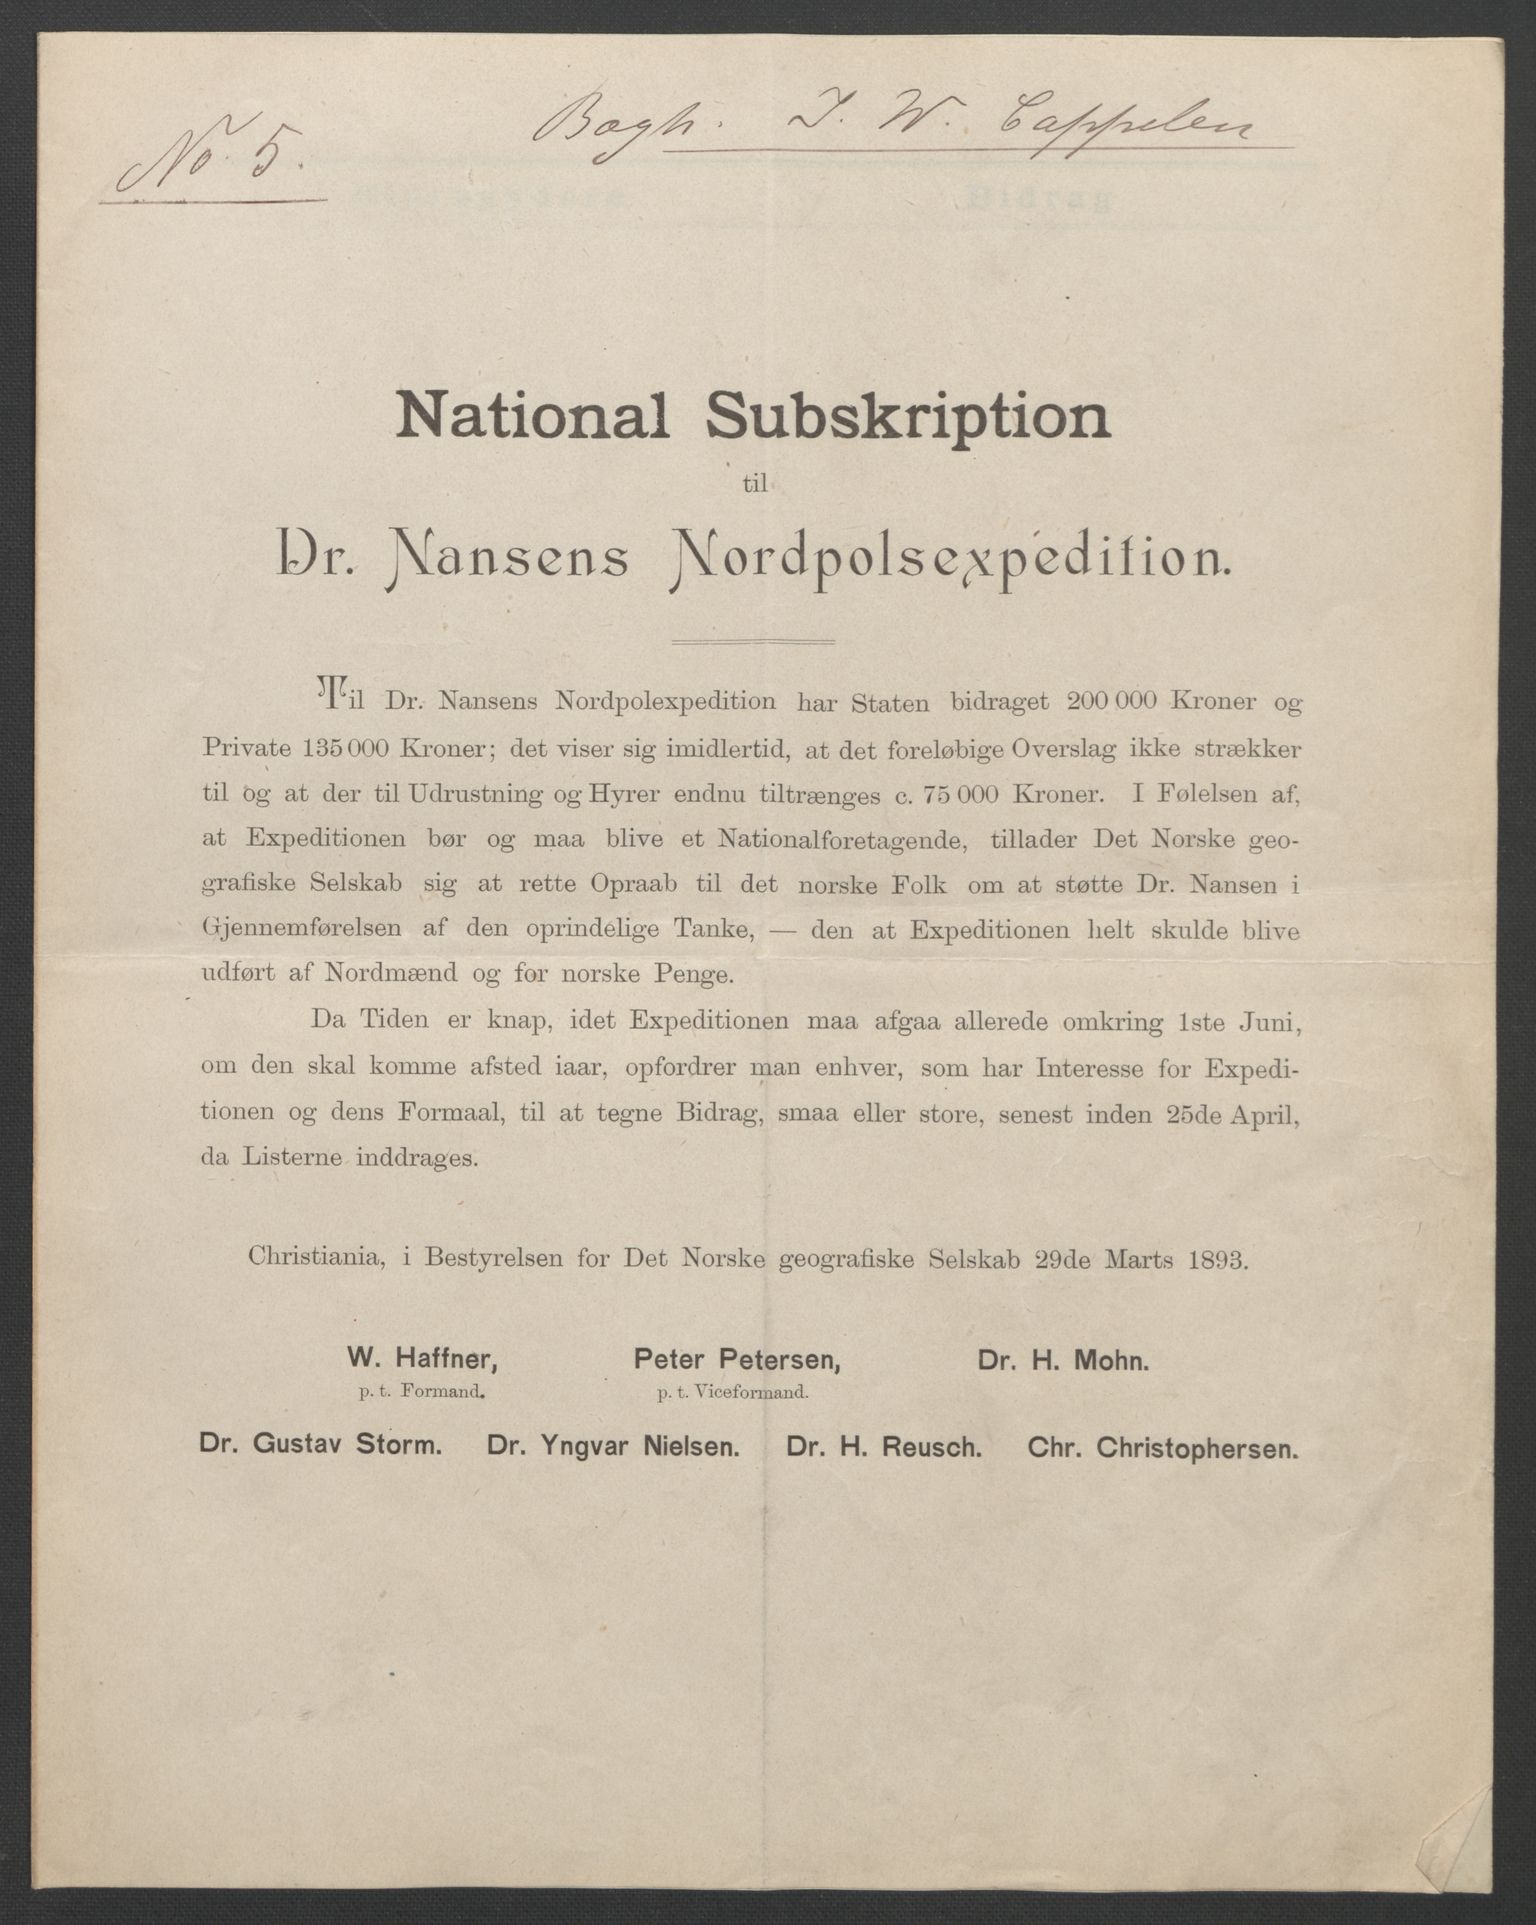 No. 5.
Bogh. J. W. Cappelen
National Subskription
til
Dr. Nansens Nordpolsexpedition.
Til Dr. Nansens Nordpolexpedition har Staten bidraget 200 000 Kroner og
Private 135 000 Kroner; det viser sig imidlertid, at det foreløbige Overslag ikke strækker
til og at der til Udrustning og Hyrer endnu tiltrænges c. 75 000 Kroner. I Følelsen af,
at Expeditionen bør og maa blive et Nationalforetagende, tillader Det Norske geo-
grafiske Selskab sig at rette Opraab til det norske Folk om at støtte Dr. Nansen i
Gjennemførelsen af den oprindelige Tanke, — den at Expeditionen helt skulde blive
udført af Nordmænd og for norske Penge.
Da Tiden er knap, idet Expeditionen maa afgaa allerede omkring 1ste Juni,
om den skal komme afsted iaar, opfordrer man enhver, som har Interesse for Expedi-
tionen og dens Formaal, til at tegne Bidrag, smaa eller store, senest inden 25de April,
da Listerne inddrages.
Christiania, i Bestyrelsen for Det Norske geografiske Selskab 29de Marts 1893.
W. Haffner, Peter Petersen, Dr. H. Mohn.
p. t. Formand. p. t. Viceformand.
Dr. Gustav Storm. Dr. Yngvar Nielsen. Dr. H. Reusch. Chr. Christophersen.